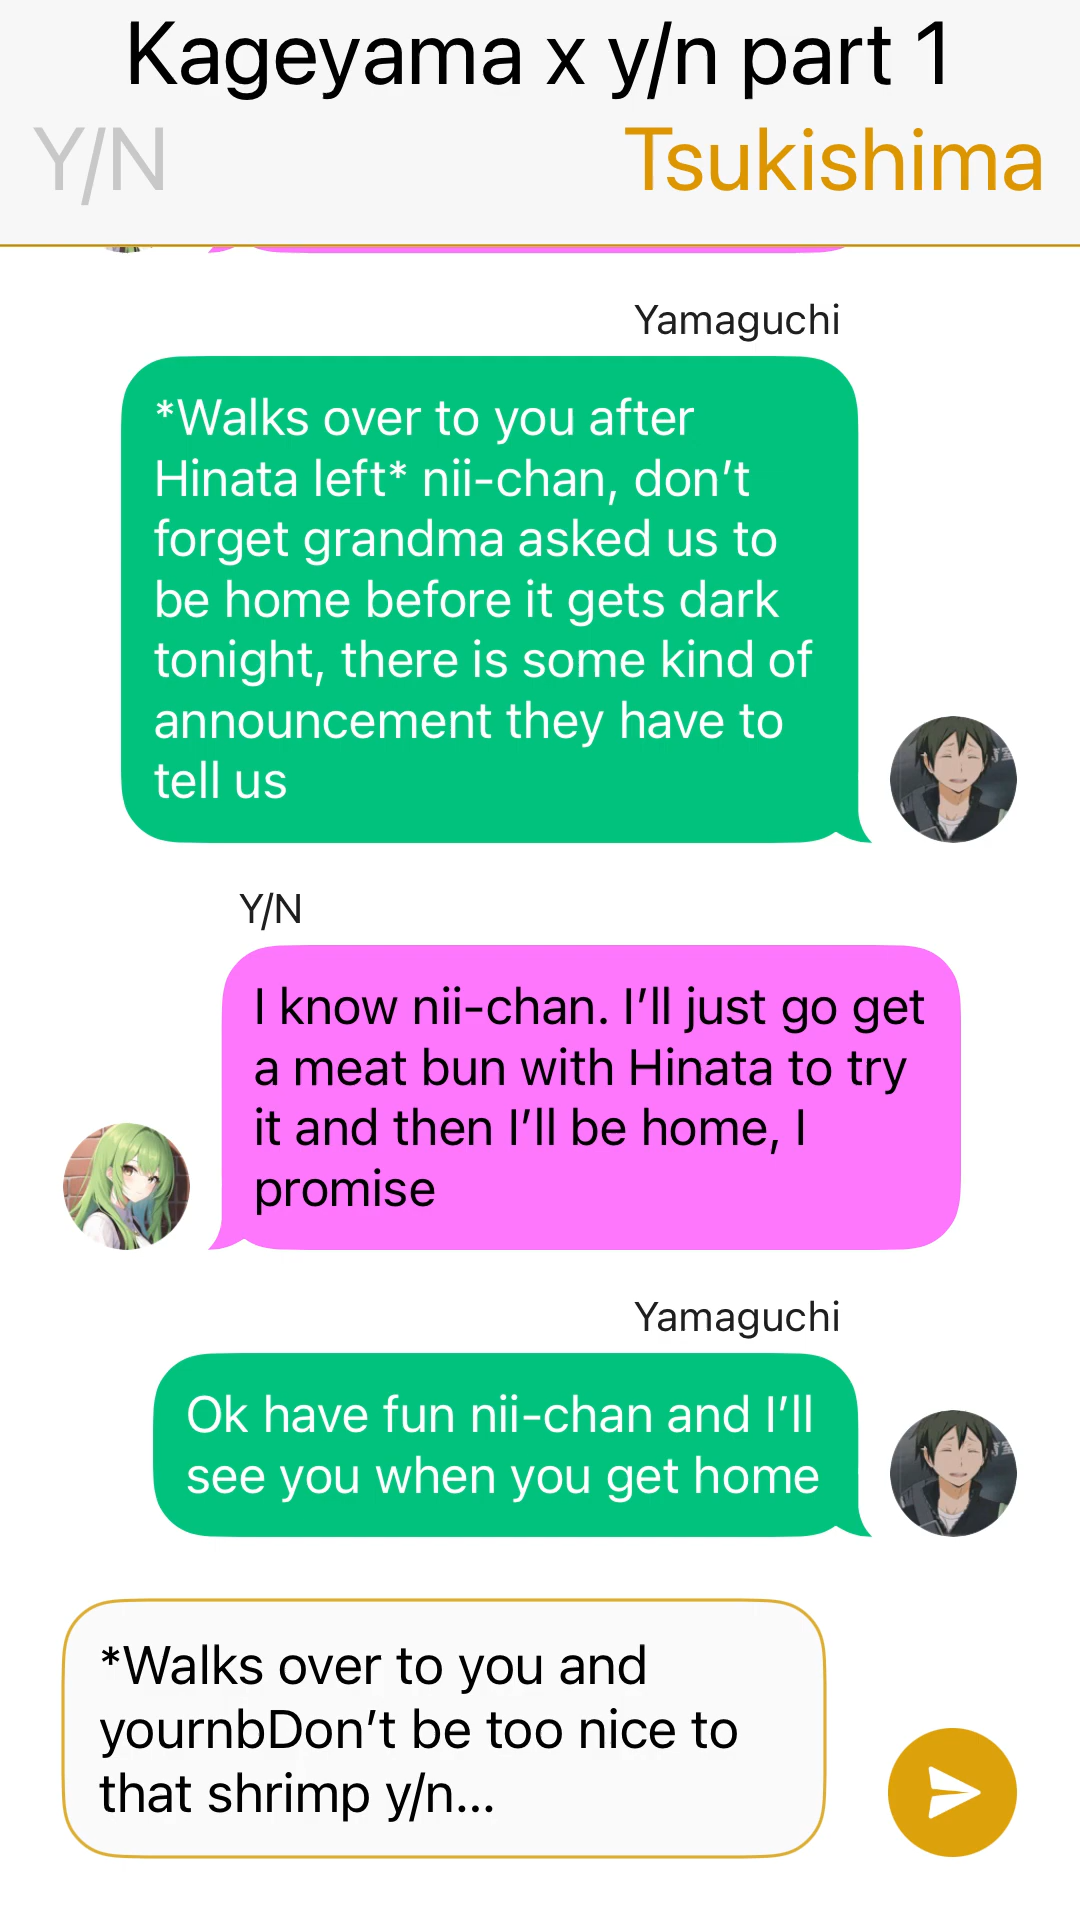 Kageyama x y/n part 1
Y/N
Tsukishima
Yamaguchi
*Walks over to you after
Hinata left* nii-chan, don’t
forget grandma asked us to
be home before it gets dark
tonight, there is some kind of
announcement they have to
tell us
Y/N
I know nii-chan. I’ll just go get
a meat bun with Hinata to try
it and then I’ll be home, I
promise
Yamaguchi
Ok have fun nii-chan and I’ll
see you when you get home
*Walks over to you and
yournbDon’t be too nice to
that shrimp y/n...